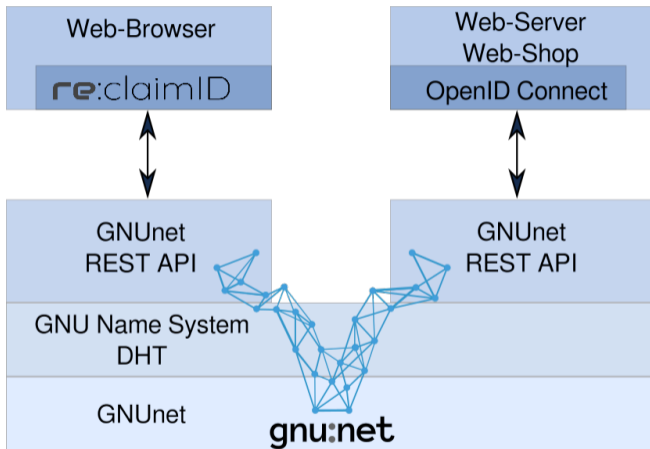 Web-Browser
re:claimID
Web-Server
Web-Shop
OpenID Connect
GNUnet
REST API
GNUnet
REST API
GNU Name System
DHT
GNUnet
gnu:net